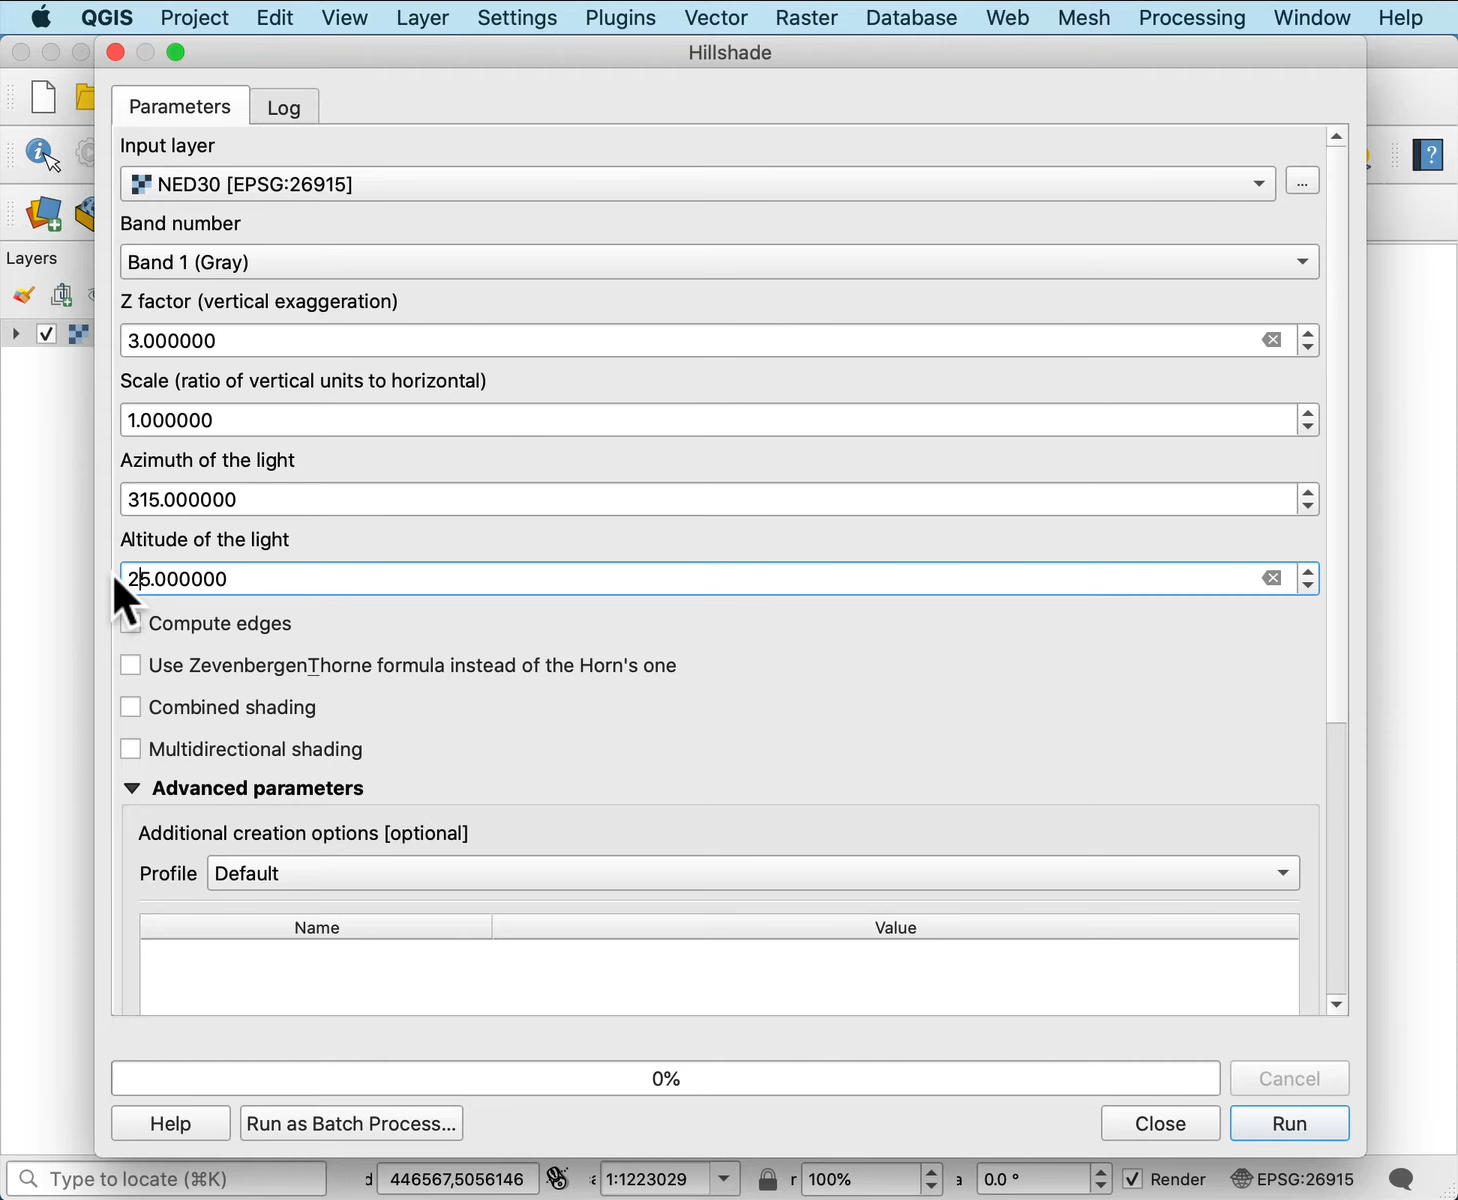 QGIS Project Edit View Layer Settings Plugins Vector Raster Database Web Mesh Processing Window Help
Hillshade
Parameters Log
Input layer
NED30 [EPSG:26915]
...
Band number
Band 1 (Gray)
Z factor (vertical exaggeration)
3.000000
Scale (ratio of vertical units to horizontal)
1.000000
Azimuth of the light
315.000000
Altitude of the light
25.000000
Compute edges
Use ZevenbergenThorne formula instead of the Horn's one
Combined shading
Multidirectional shading
Advanced parameters
Additional creation options [optional]
Profile Default
Name Value
0% Cancel
Help Run as Batch Process... Close Run
Layers
Type to locate (⌘K) 446567,5056146 1:1223029 r 100% a 0.0 ° Render EPSG:26915